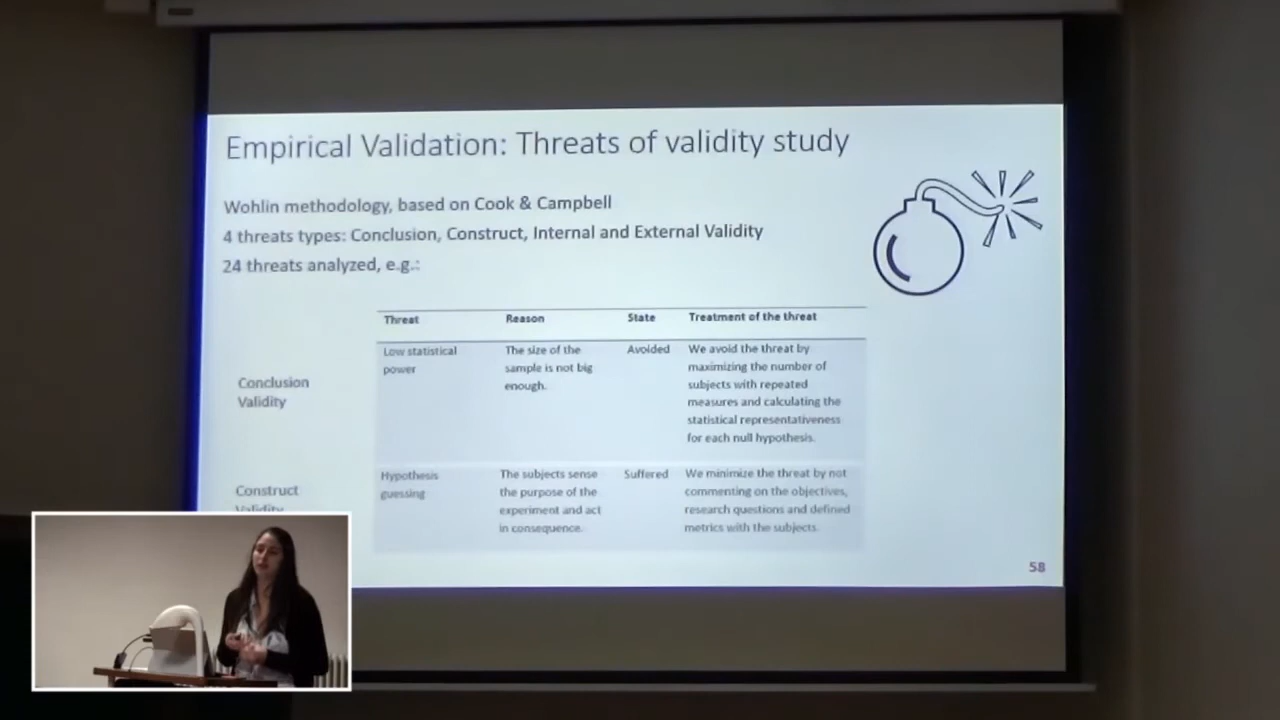 Empirical Validation: Threats of validity study
Wohlin methodology, based on Cook & Campbell
4 threats types: Conclusion, Construct, Internal and External Validity
24 threats analyzed, e.g.:
Threat Reason State Treatment of the threat
Conclusion
Validity
Low statistical
power
The size of the
sample is not big
enough.
Avoided
We avoid the threat by
maximizing the number of
subjects with repeated
measures and calculating the
statistical representativeness
for each null hypothesis.
Construct
Validity
Hypothesis
guessing
The subjects sense
the purpose of the
experiment and act
in consequence.
Suffered
We minimize the threat by not
commenting on the objectives,
research questions and defined
metrics with the subjects.
58